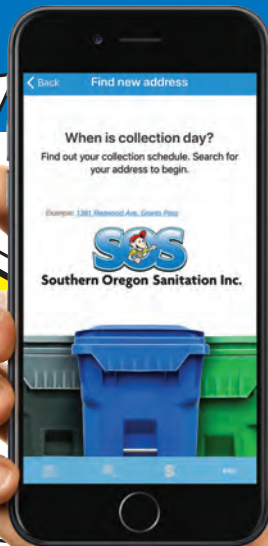 Back Find new address
When is collection day?
Find out your collection schedule. Search for
your address to begin.
Example: 1381 Redwood Ave, Grants Pass
SOS
Southern Oregon Sanitation Inc.